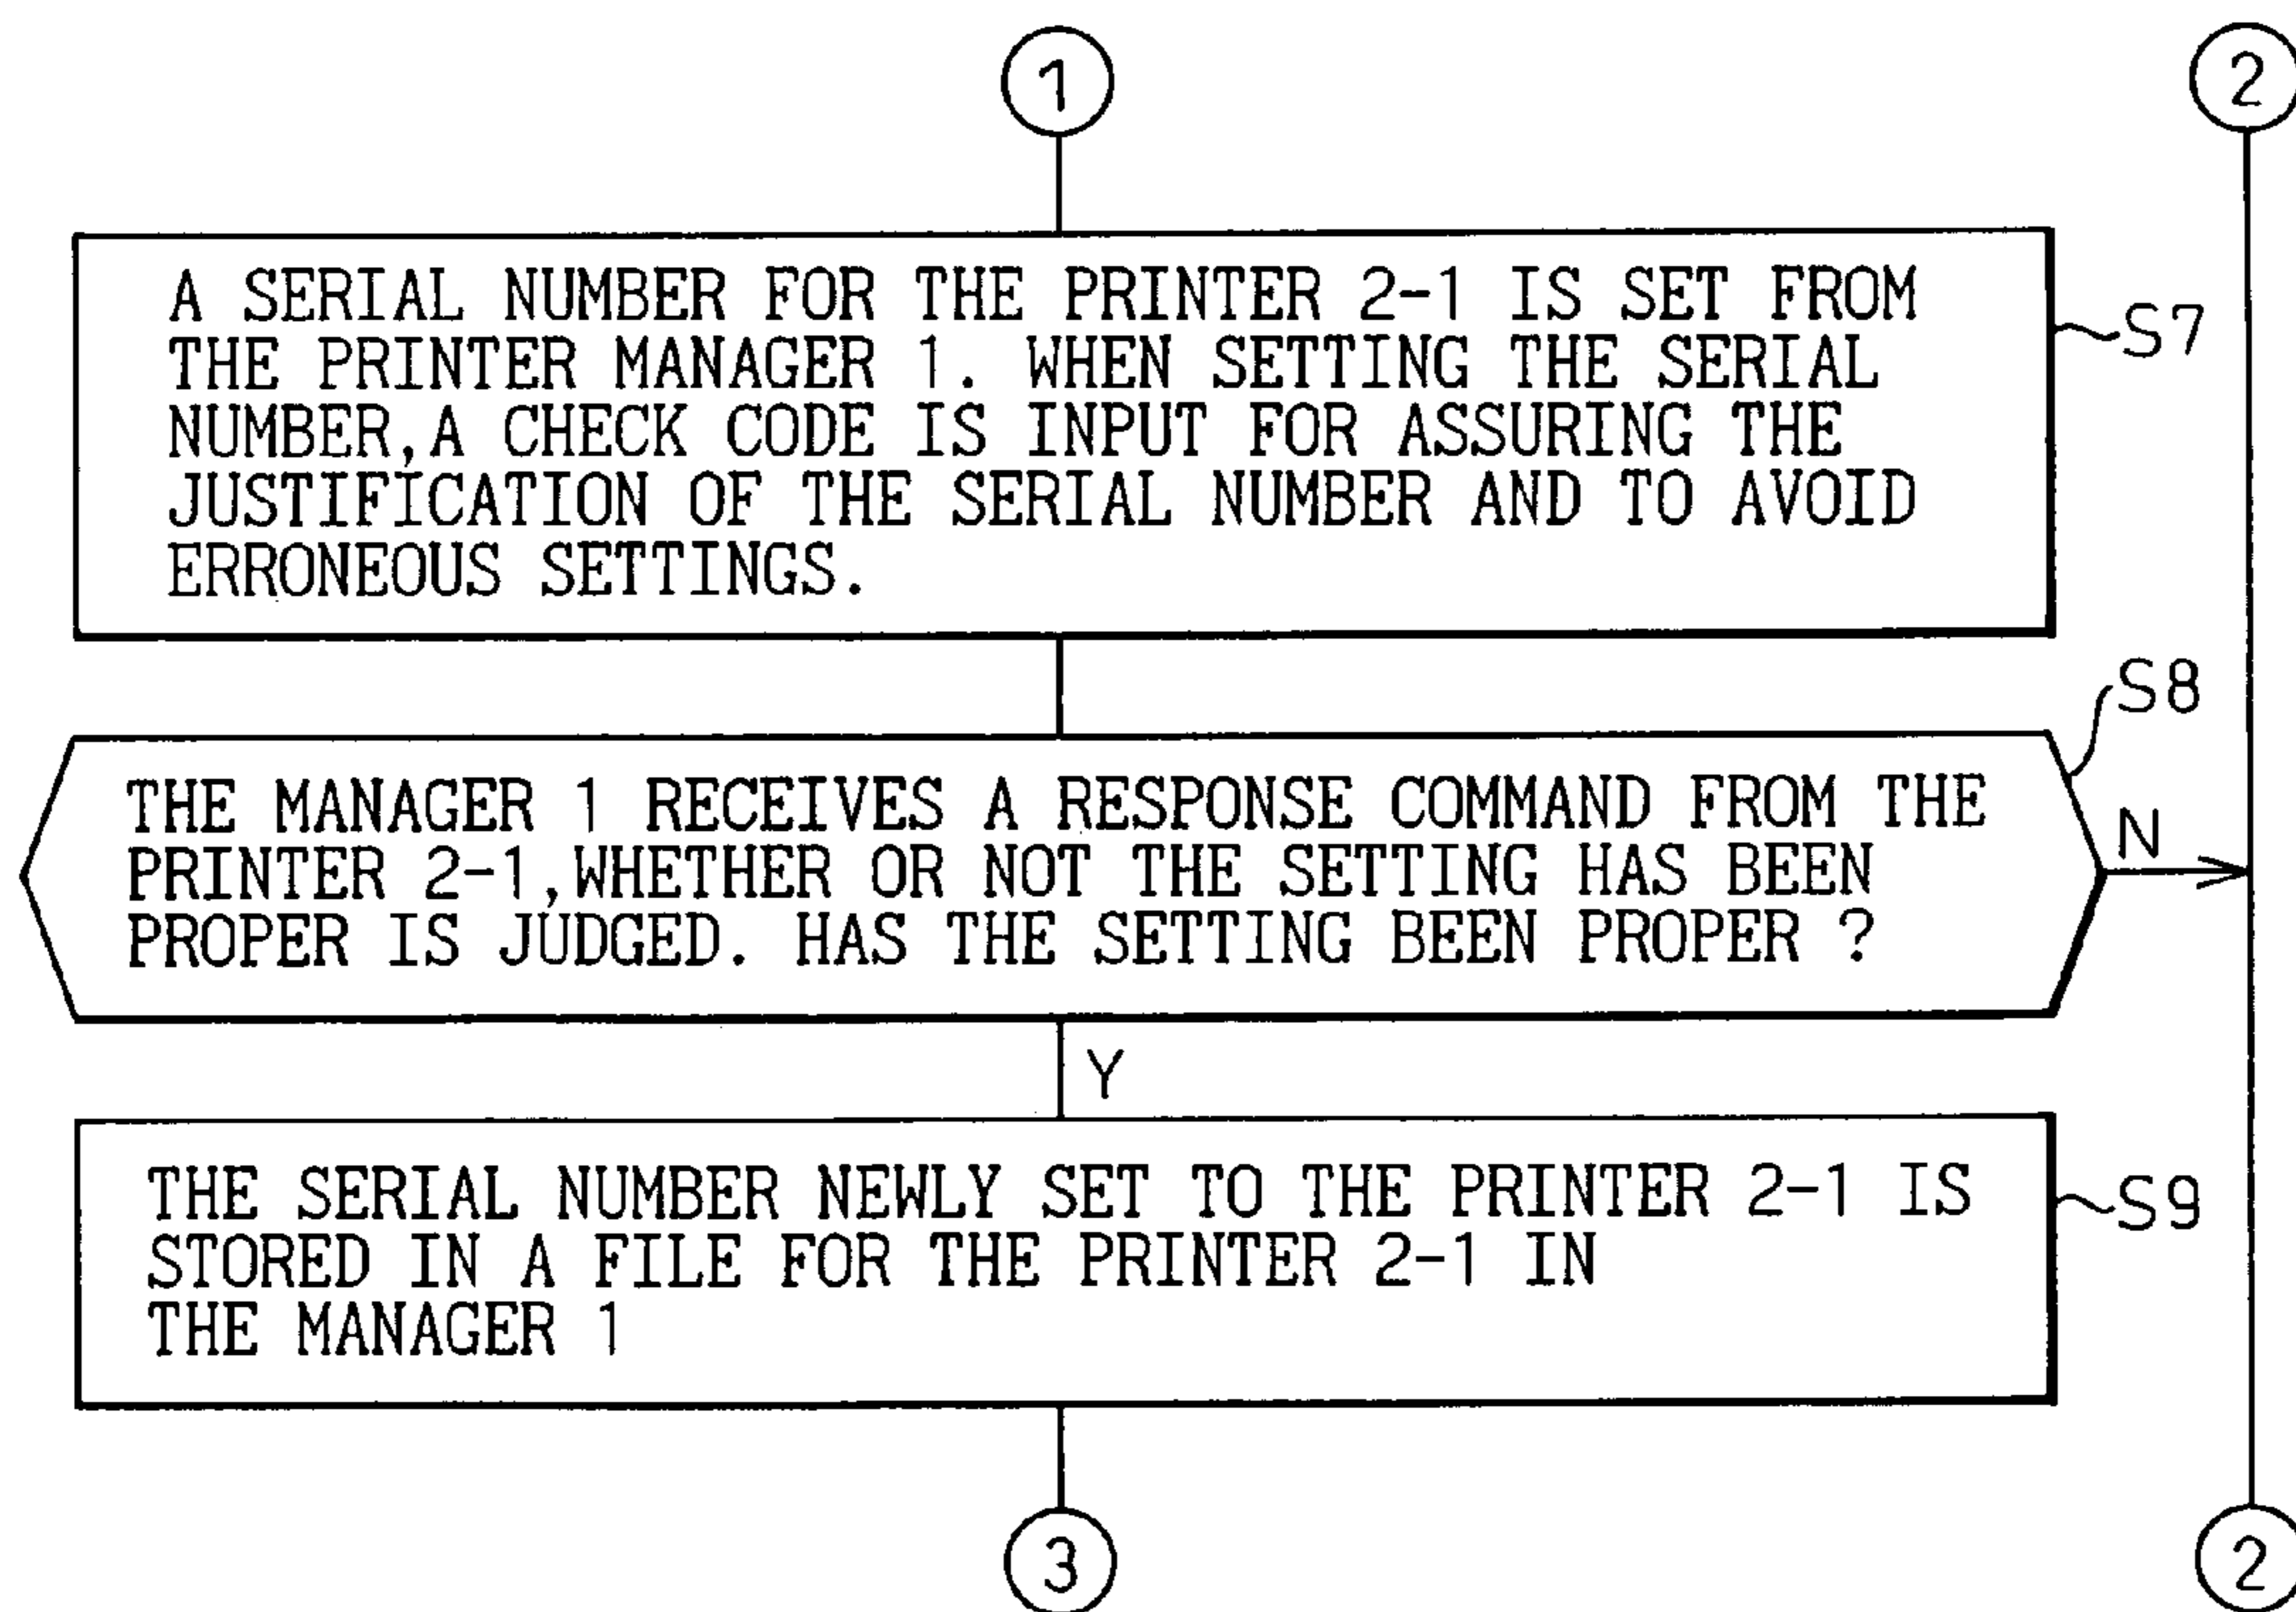 1
2
A SERIAL NUMBER FOR THE PRINTER 2-1 IS SET FROM
THE PRINTER MANAGER 1. WHEN SETTING THE SERIAL
NUMBER,A CHECK CODE IS INPUT FOR ASSURING THE
JUSTIFICATION OF THE SERIAL NUMBER AND TO AVOID
ERRONEOUS SETTINGS.
S7
S8
THE MANAGER 1 RECEIVES A RESPONSE COMMAND FROM THE
PRINTER 2-1,WHETHER OR NOT THE SETTING HAS BEEN
PROPER IS JUDGED. HAS THE SETTING BEEN PROPER ?
N
Y
THE SERIAL NUMBER NEWLY SET TO THE PRINTER 2-1 IS
STORED IN A FILE FOR THE PRINTER 2-1 IN
THE MANAGER 1
S9
3
2